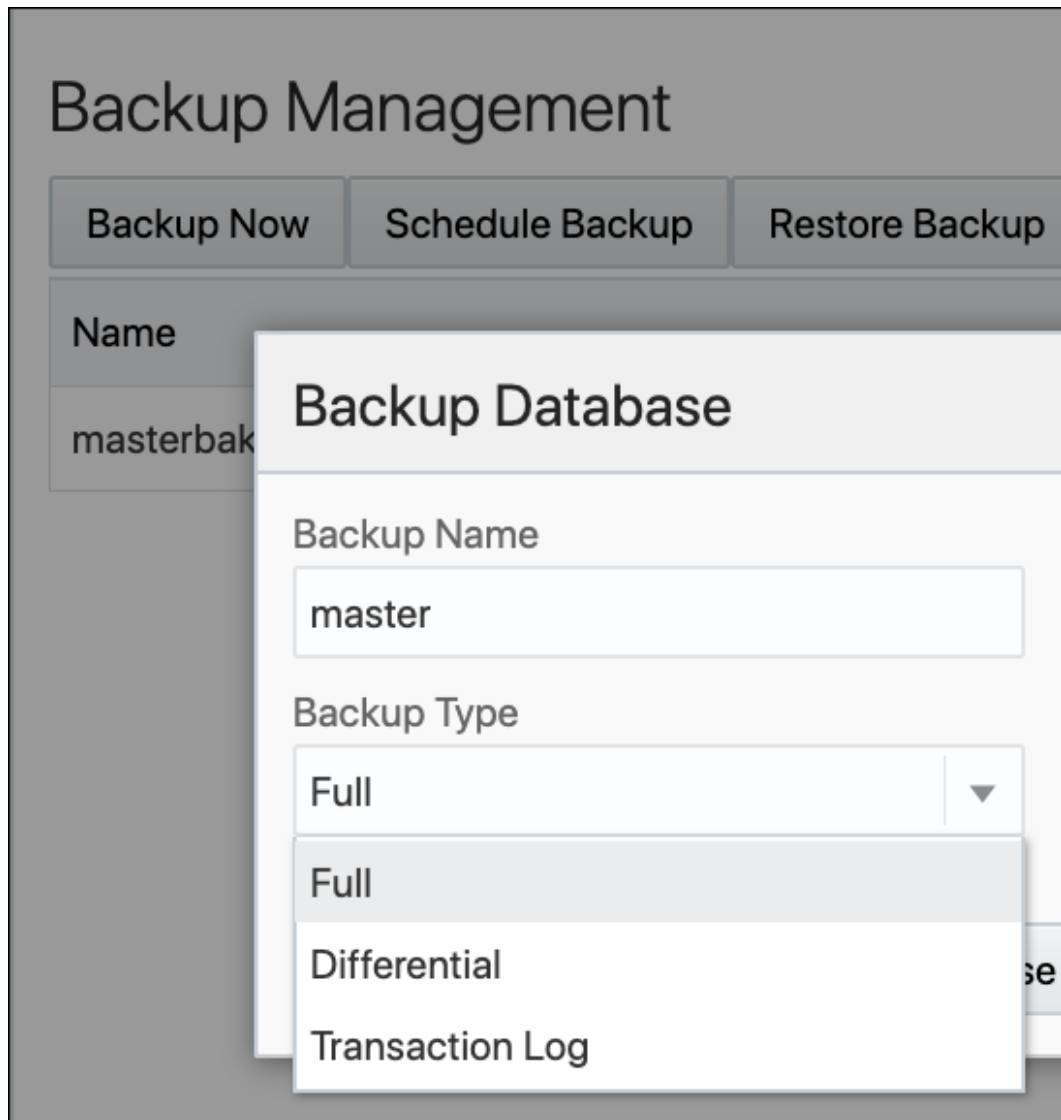 Backup Management
Backup Now Schedule Backup Restore Backup
Name
masterbak
Backup Database
Backup Name
master
Backup Type
Full
Full
Differential
se
Transaction Log